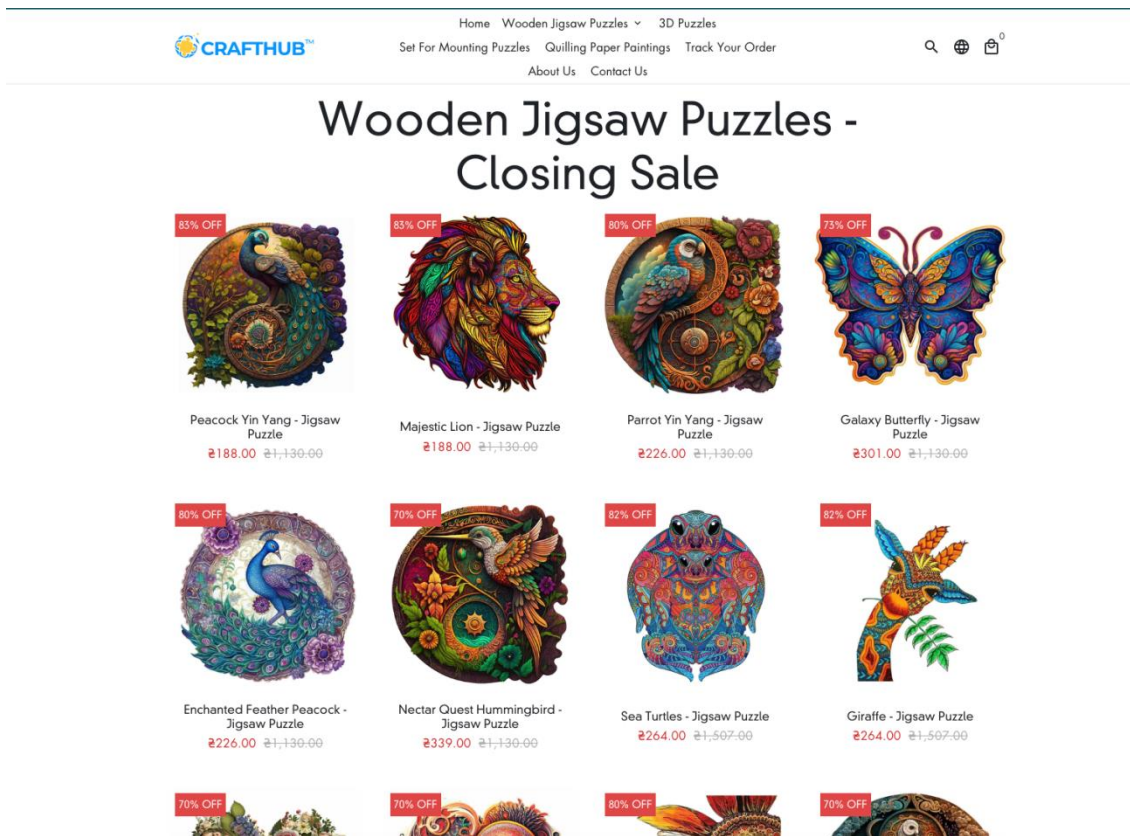 CRAFTHUB™
Home Wooden Jigsaw Puzzles 3D Puzzles
Set For Mounting Puzzles Quilling Paper Paintings Track Your Order
About Us Contact Us
0
Wooden Jigsaw Puzzles -
Closing Sale
83% OFF
83% OFF
80% OFF
73% OFF
Peacock Yin Yang - Jigsaw
Puzzle
₴188.00 ₴1,130.00
Majestic Lion - Jigsaw Puzzle
₴188.00 ₴1,130.00
Parrot Yin Yang - Jigsaw
Puzzle
₴226.00 ₴1,130.00
Galaxy Butterfly - Jigsaw
Puzzle
₴301.00 ₴1,130.00
80% OFF
70% OFF
82% OFF
82% OFF
Enchanted Feather Peacock -
Jigsaw Puzzle
₴226.00 ₴1,130.00
Nectar Quest Hummingbird -
Jigsaw Puzzle
₴339.00 ₴1,130.00
Sea Turtles - Jigsaw Puzzle
₴264.00 ₴1,507.00
Giraffe - Jigsaw Puzzle
₴264.00 ₴1,507.00
70% OFF
70% OFF
80% OFF
70% OFF